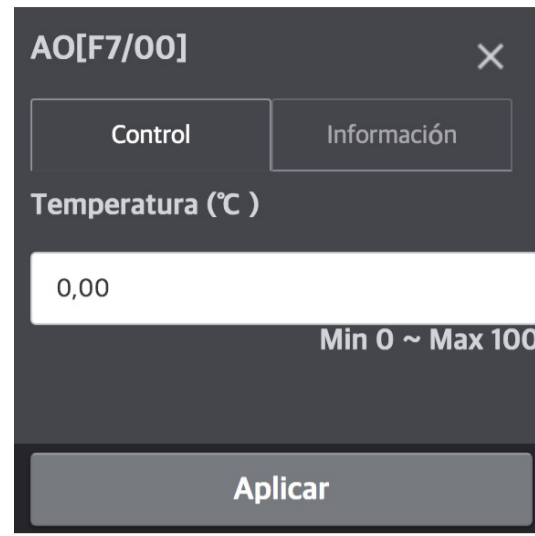 AO[F7/00]
Control Información
Temperatura (℃ )
0,00
Min 0 ~ Max 100
Aplicar